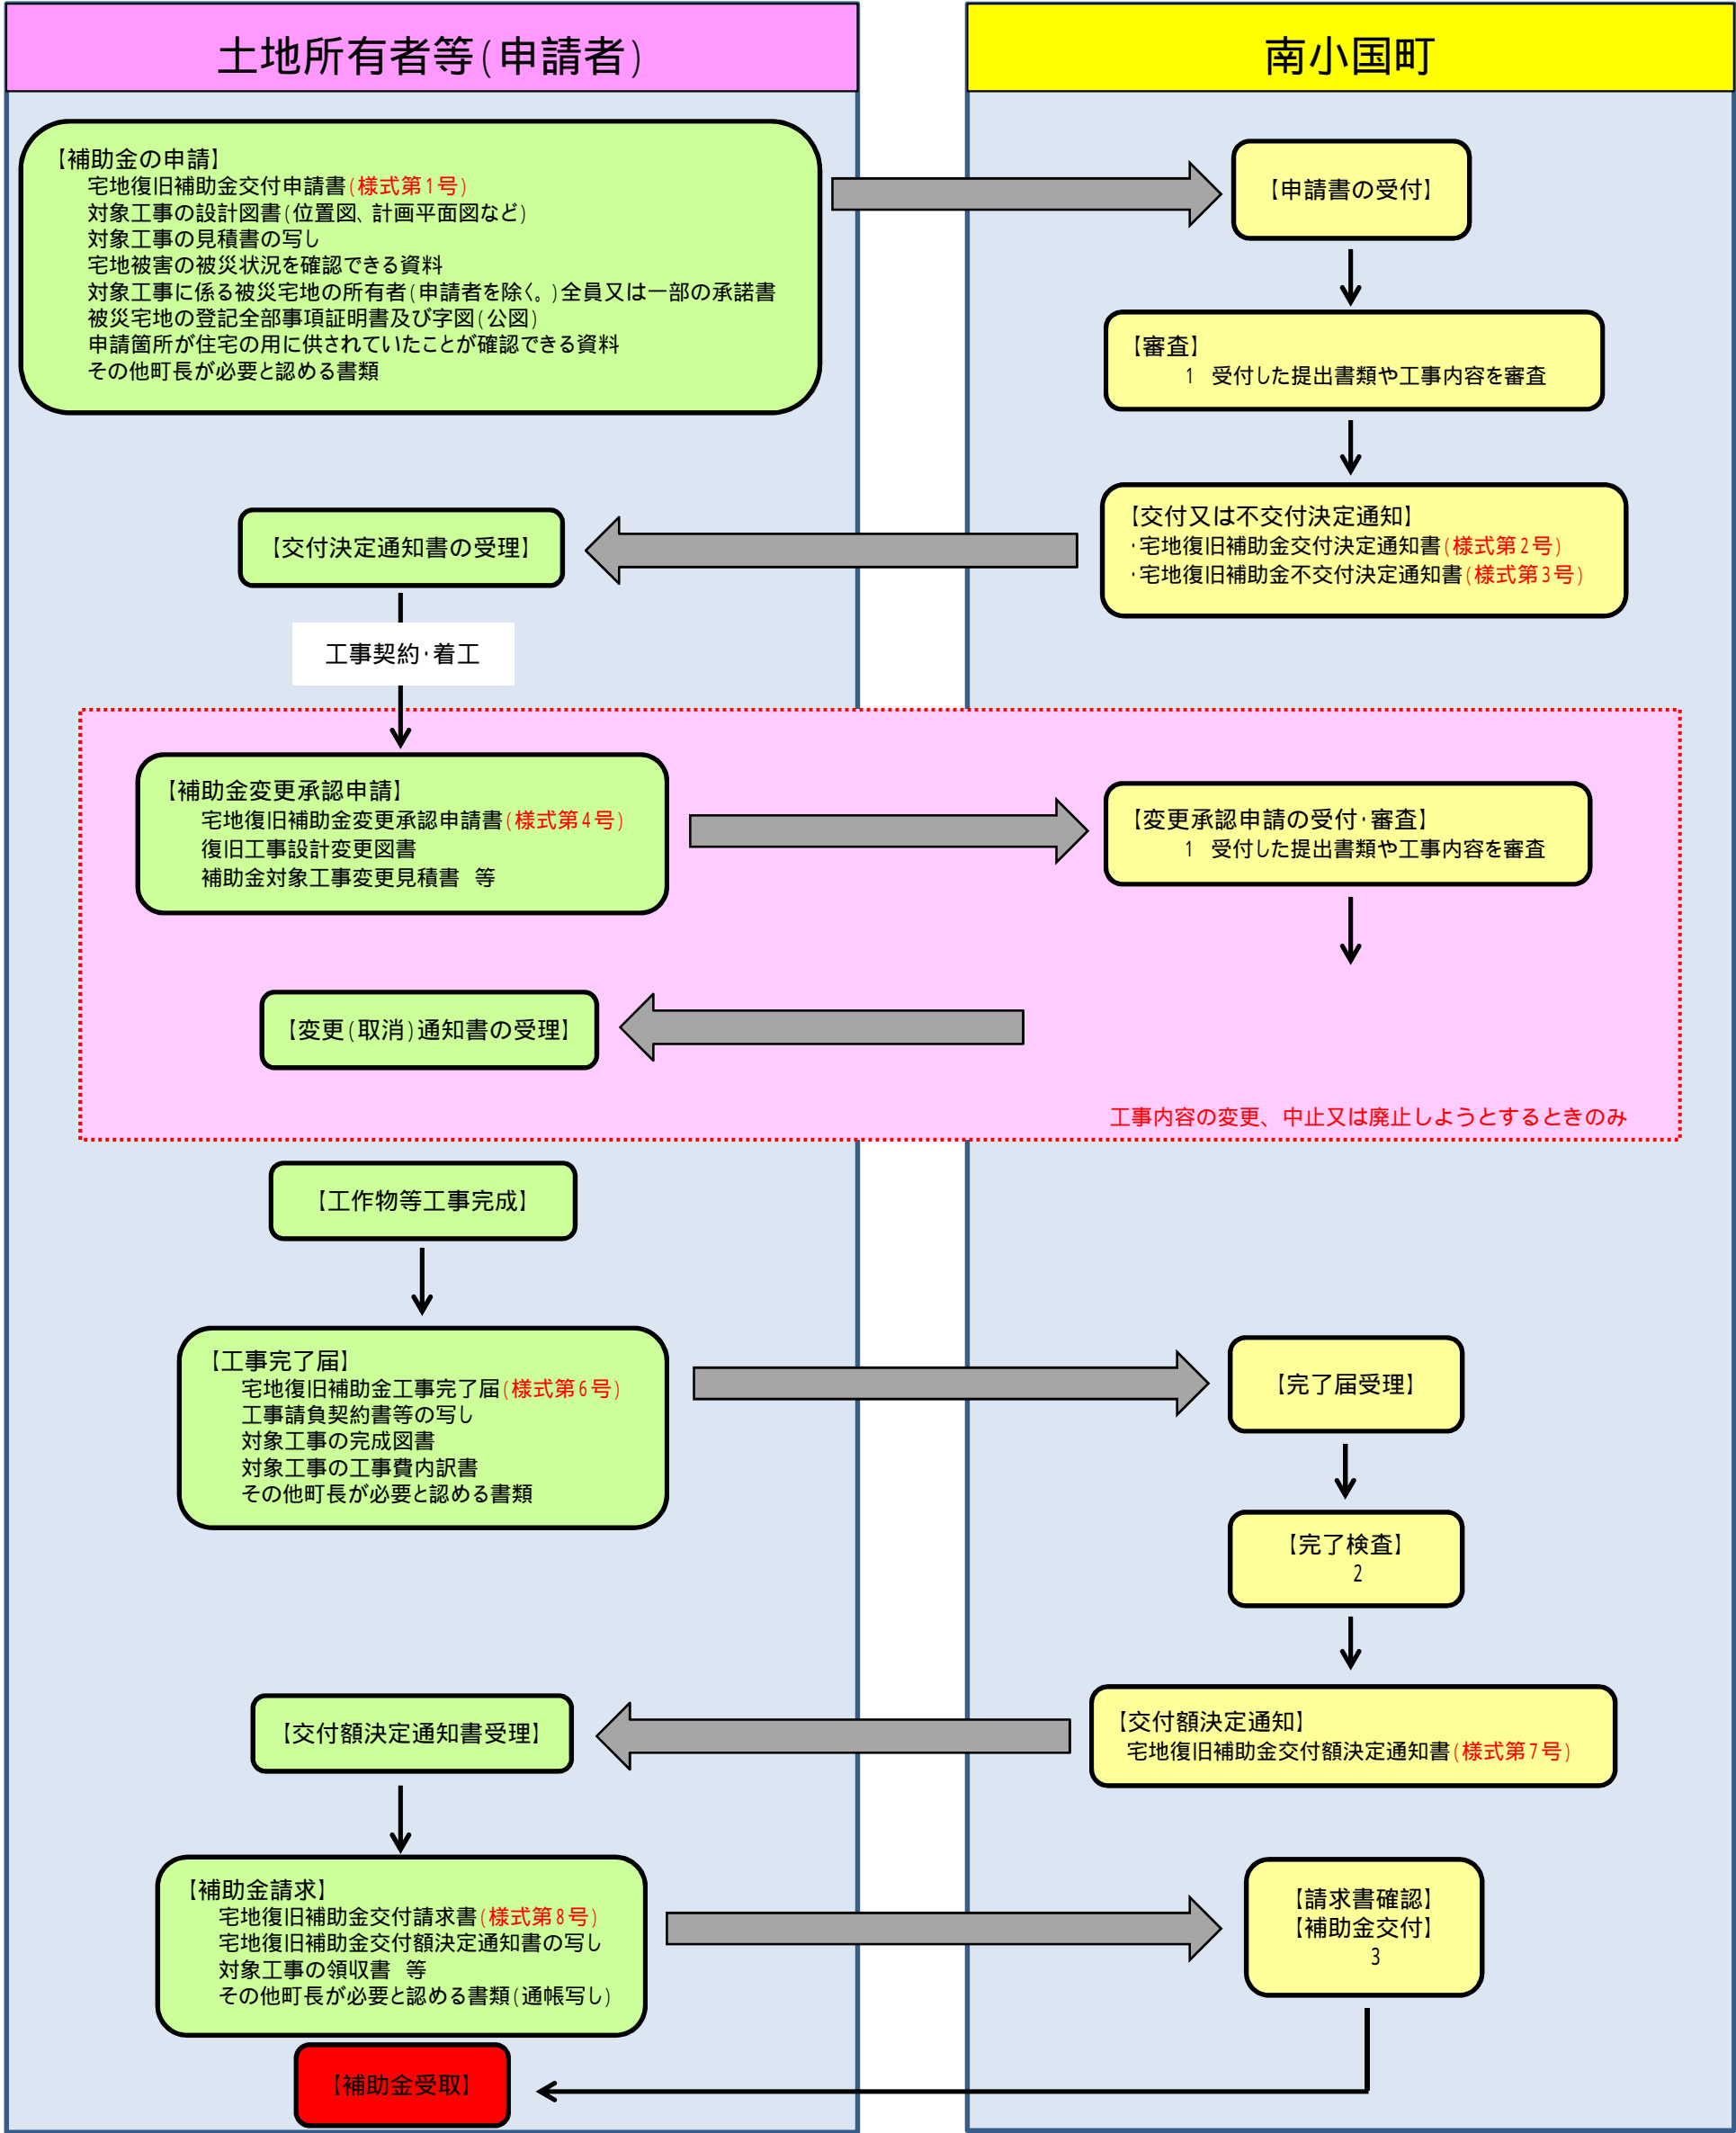 土地所有者等(申請者)
南小国町
【補助金の申請】
宅地復旧補助金交付申請書(様式第1号)
対象工事の設計図書(位置図、計画平面図など)
対象工事の見積書の写し
宅地被害の被災状況を確認できる資料
対象工事に係る被災宅地の所有者(申請者を除く。)全員又は一部の承諾書
被災宅地の登記全部事項証明書及び字図(公図)
申請箇所が住宅の用に供されていたことが確認できる資料
その他町長が必要と認める書類
【申請書の受付】
【審査】
1 受付した提出書類や工事内容を審査
【交付又は不交付決定通知】
・宅地復旧補助金交付決定通知書(様式第2号)
・宅地復旧補助金不交付決定通知書(様式第3号)
【交付決定通知書の受理】
工事契約・着工
【補助金変更承認申請】
宅地復旧補助金変更承認申請書(様式第4号)
復旧工事設計変更図書
補助金対象工事変更見積書 等
【変更承認申請の受付・審査】
1 受付した提出書類や工事内容を審査
【変更(取消)通知書の受理】
工事内容の変更、中止又は廃止しようとするときのみ
【工作物等工事完成】
【工事完了届】
宅地復旧補助金工事完了届(様式第6号)
工事請負契約書等の写し
対象工事の完成図書
対象工事の工事費内訳書
その他町長が必要と認める書類
【完了届受理】
【完了検査】
2
【交付額決定通知】
宅地復旧補助金交付額決定通知書(様式第7号)
【交付額決定通知書受理】
【補助金請求】
宅地復旧補助金交付請求書(様式第8号)
宅地復旧補助金交付額決定通知書の写し
対象工事の領収書 等
その他町長が必要と認める書類(通帳写し)
【請求書確認】
【補助金交付】
3
【補助金受取】